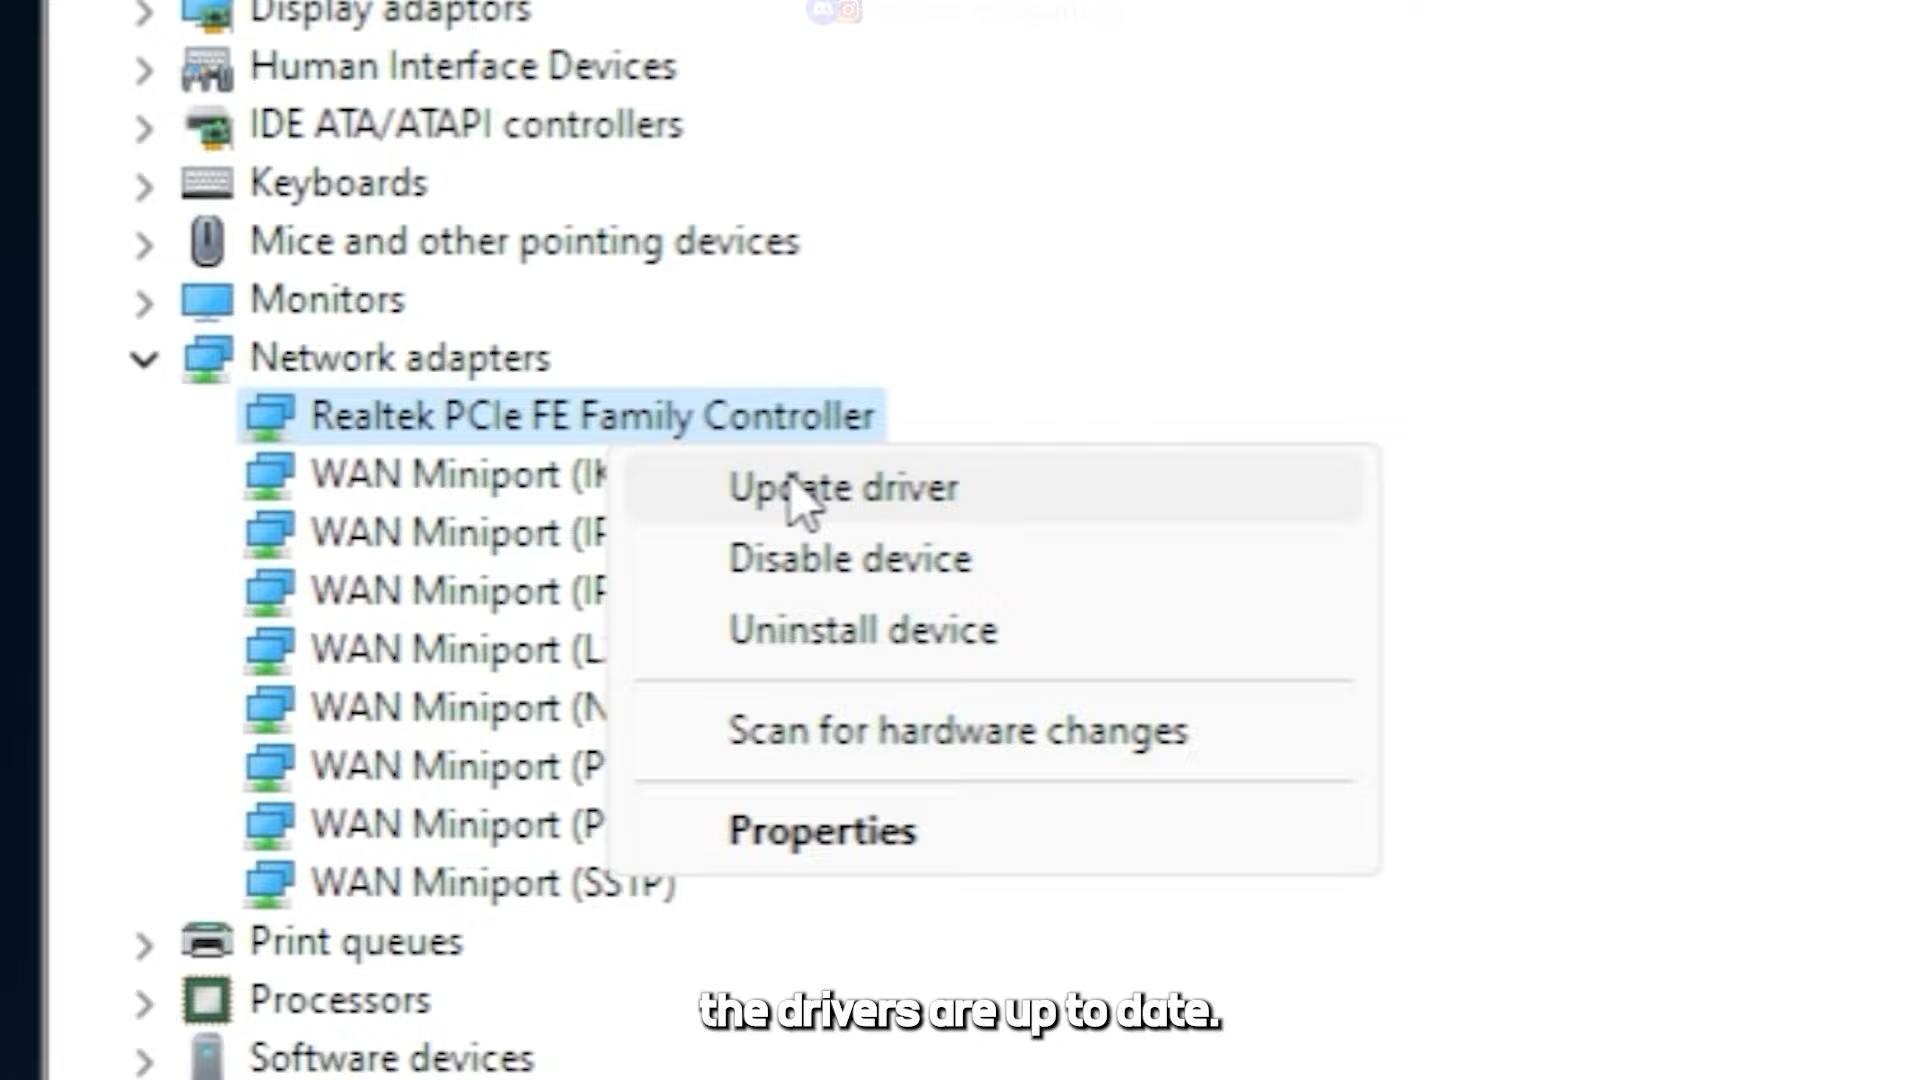 Display adaptors
Human Interface Devices
IDE ATA/ATAPI controllers
Keyboards
Mice and other pointing devices
Monitors
Network adapters
Realtek PCIe FE Family Controller
WAN Miniport (IK
WAN Miniport (IP
WAN Miniport (IP
WAN Miniport (L
WAN Miniport (N
WAN Miniport (P
WAN Miniport (P
WAN Miniport (SSTP)
Update driver
Disable device
Uninstall device
Scan for hardware changes
Properties
Print queues
Processors
Software devices
the drivers are up to date.